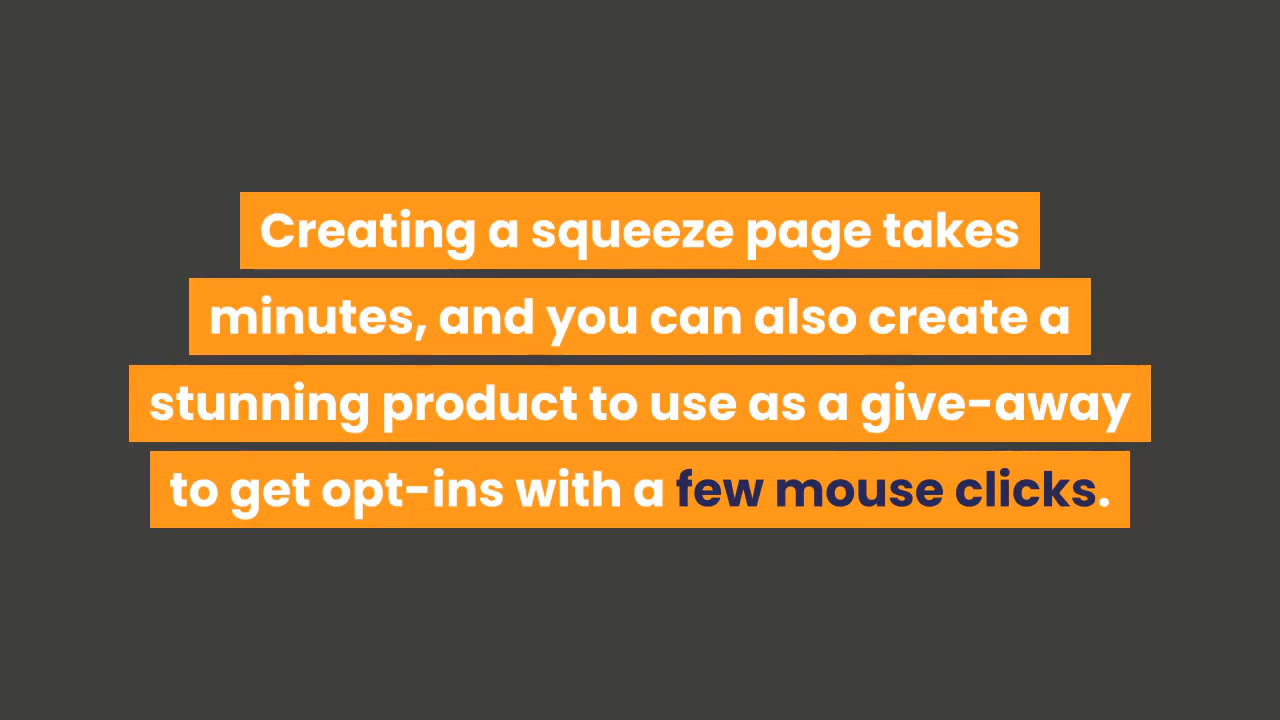 Creating a squeeze page takes
minutes, and you can also create a
stunning product to use as a give-away
to get opt-ins with a few mouse clicks.